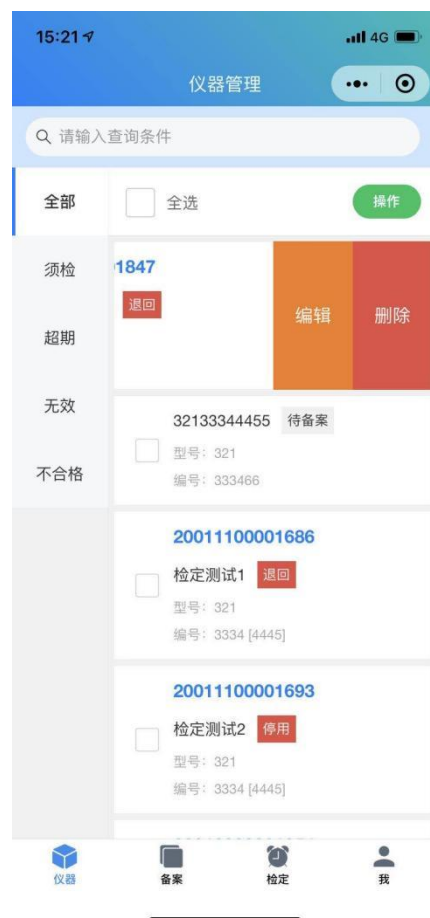 15:21 4G
仪器管理
请输入查询条件
全部
全选
操作
须检
超期
无效
不合格
1847
退回
编辑
删除
32133344455 待备案
型号：321
编号：333466
20011100001686
检定测试1 退回
型号：321
编号：3334 [4445]
20011100001693
检定测试2 停用
型号：321
编号：3334 [4445]
仪器
备案
检定
我